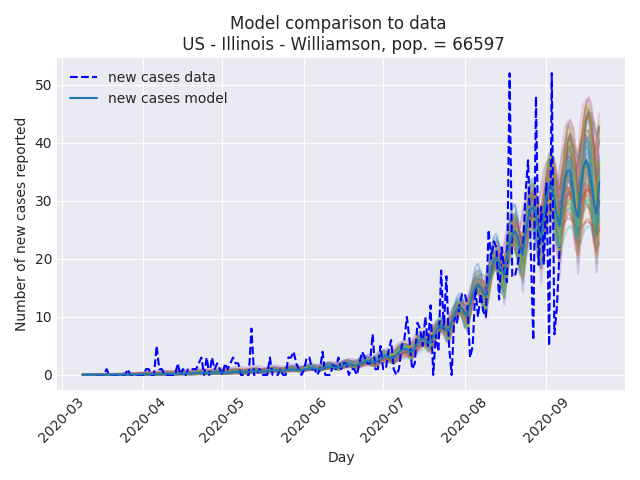 Model comparison to data
US - Illinois - Williamson, pop. = 66597
new cases data
new cases model
Number of new cases reported
50
40
30
20
10
0
2020-03
2020-04
2020-05
2020-06
2020-07
2020-08
2020-09
Day